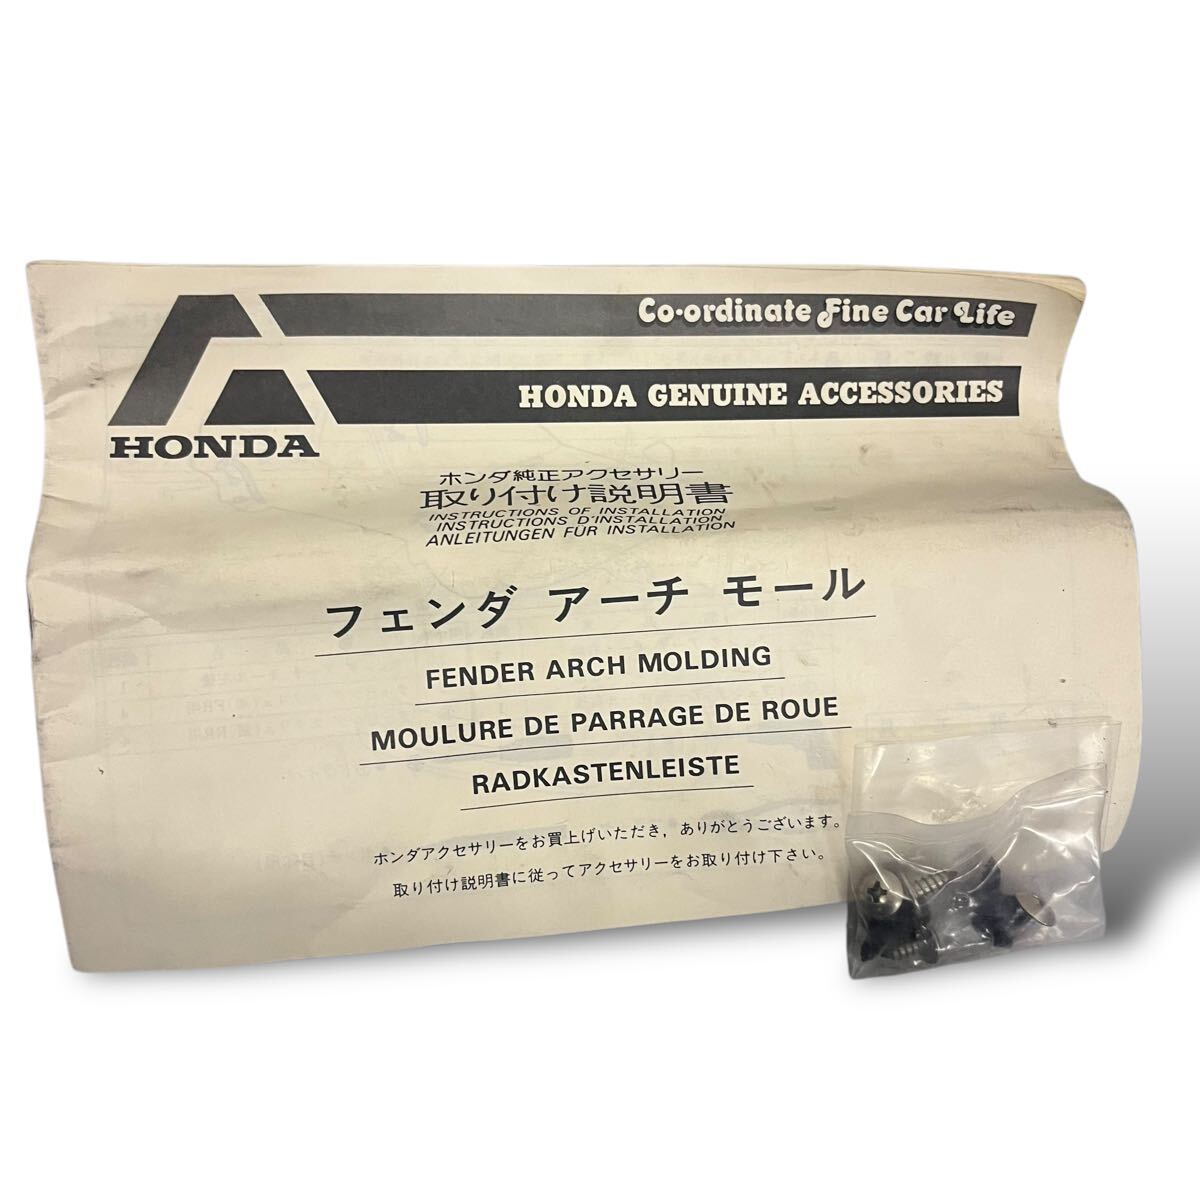 Co-ordinate Fine Car Life
HONDA GENUINE ACCESSORIES
HONDA
ホンダ純正アクセサリー
取り付け説明書
INSTRUCTIONS OF INSTALLATION
INSTRUCTIONS D'INSTALLATION
ANLEITUNGEN FÜR INSTALLATION
フェンダ アーチ モール
FENDER ARCH MOLDING
MOULURE DE PARRAGE DE ROUE
RADKASTENLEISTE
ホンダアクセサリーをお買上げいただき，ありがとうございます。
取り付け説明書に従ってアクセサリーをお取り付け下さい。